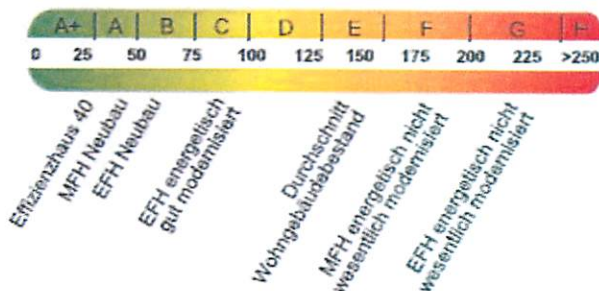 A+ A B C D E F G H
0 25 50 75 100 125 150 175 200 225 >250
Effizienzhaus 40
MFH Neubau
EFH Neubau
EFH energetisch
gut modernisiert
Durchschnitt
Wohngebäudebestand
MFH energetisch nicht
wesentlich modernisiert
EFH energetisch nicht
wesentlich modernisiert